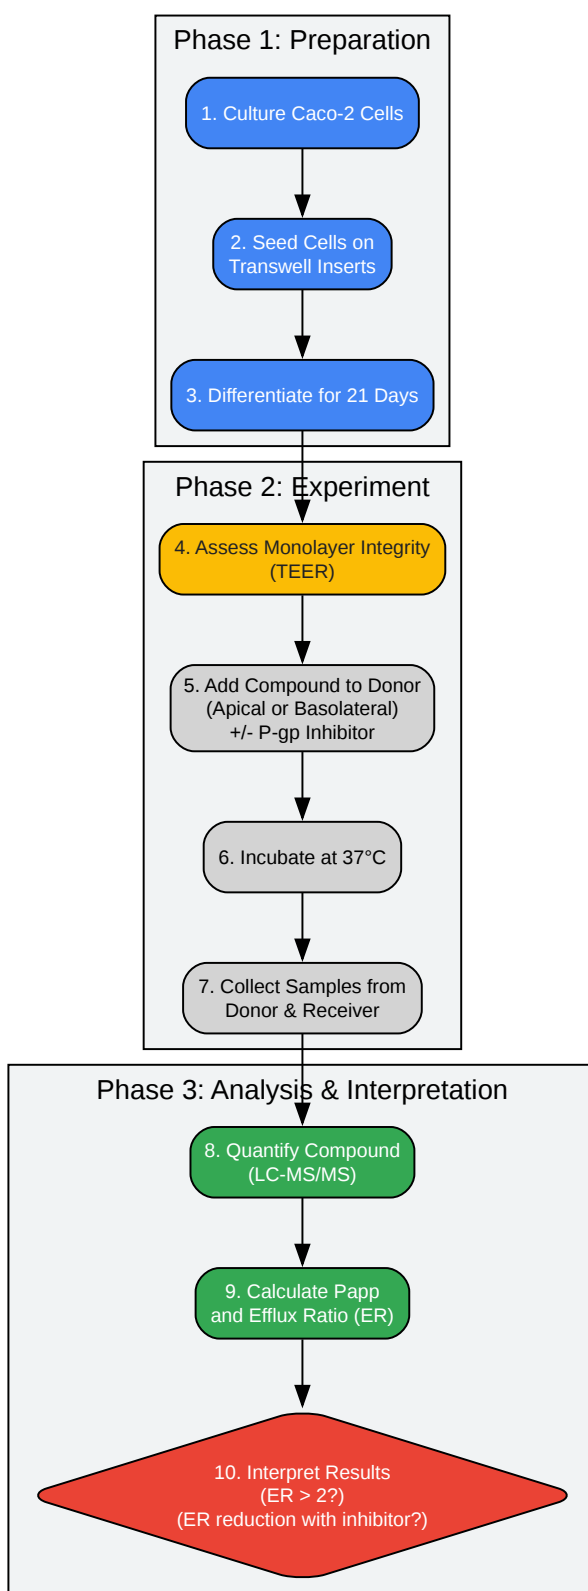 Phase 1: Preparation
1. Culture Caco-2 Cells
2. Seed Cells on
Transwell Inserts
3. Differentiate for 21 Days
Phase 2: Experiment
4. Assess Monolayer Integrity
(TEER)
5. Add Compound to Donor
(Apical or Basolateral)
+/- P-gp Inhibitor
6. Incubate at 37°C
7. Collect Samples from
Donor & Receiver
Phase 3: Analysis & Interpretation
8. Quantify Compound
(LC-MS/MS)
9. Calculate Papp
and Efflux Ratio (ER)
10. Interpret Results
(ER > 2?)
(ER reduction with inhibitor?)